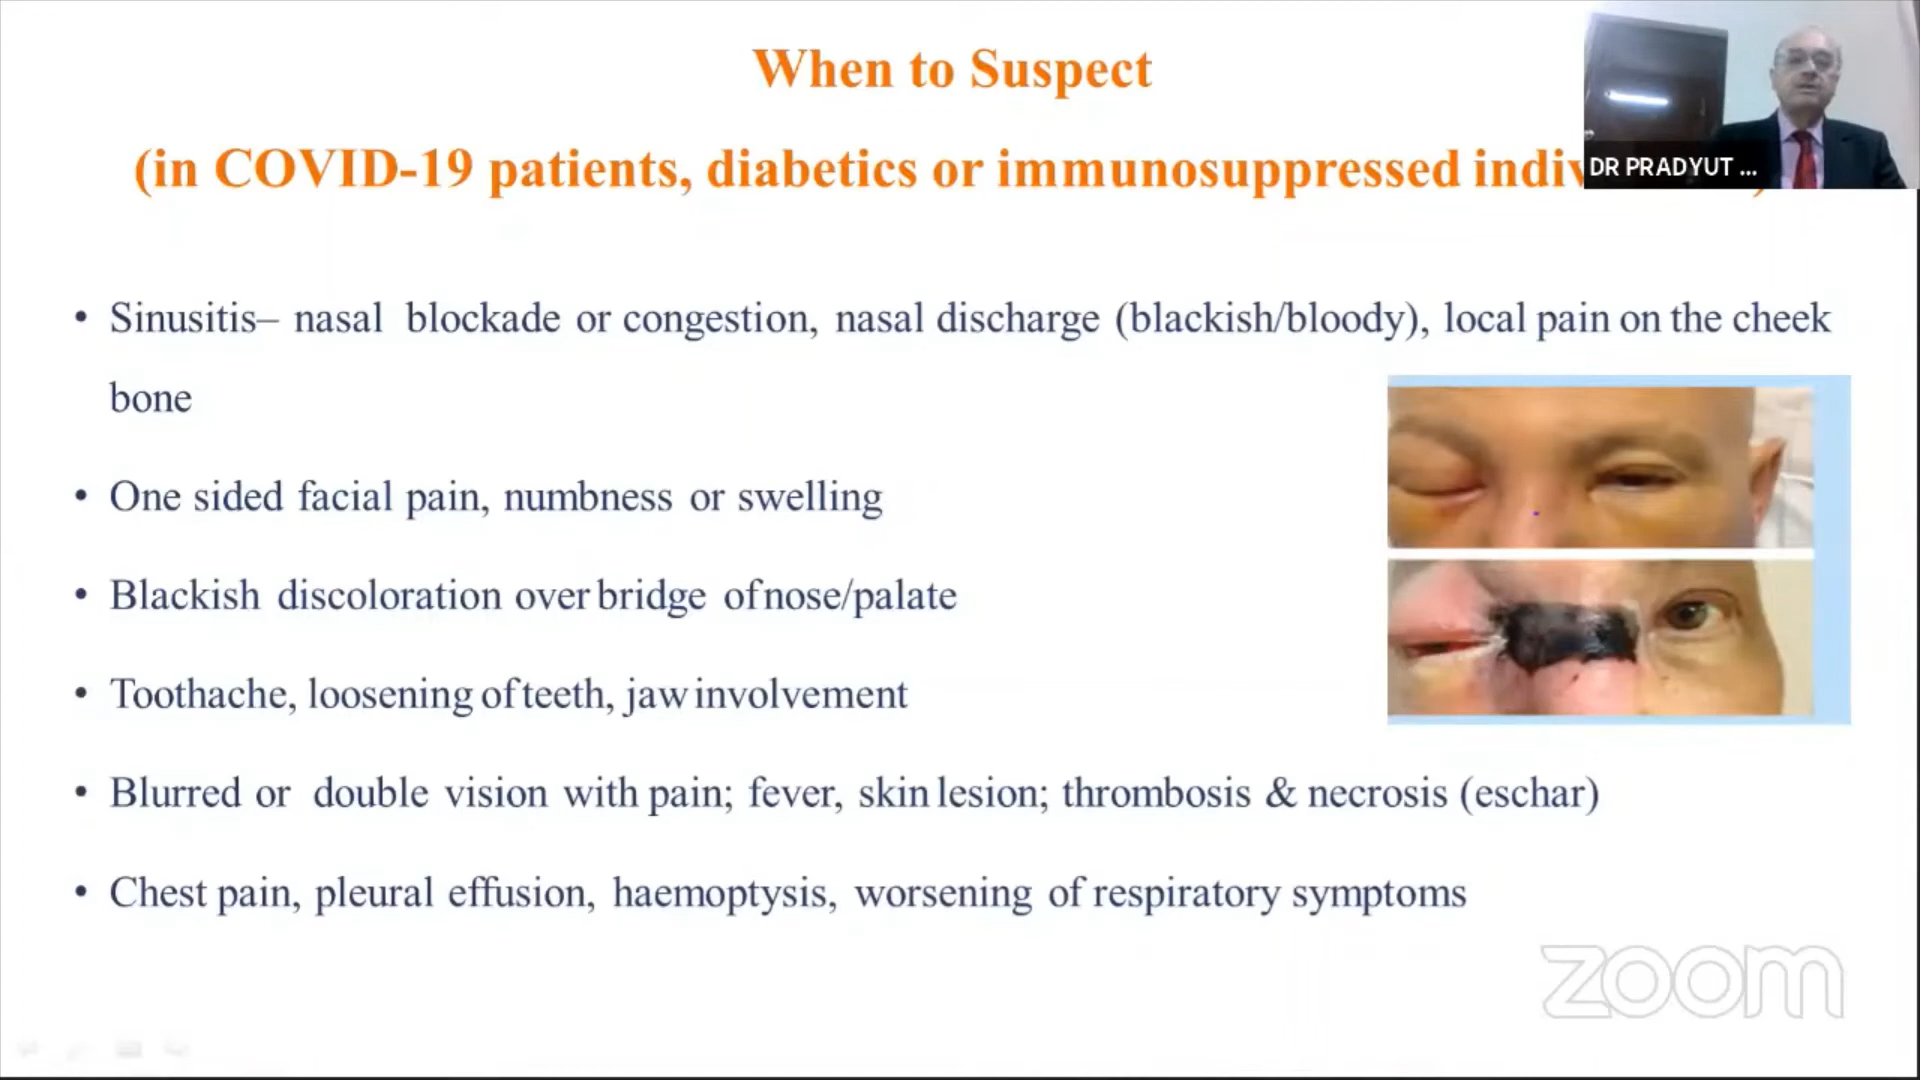 When to Suspect
(in COVID-19 patients, diabetics or immunosuppressed
DR PRADYUT ...
• Sinusitis– nasal blockade or congestion, nasal discharge (blackish/bloody), local pain on the cheek
bone
• One sided facial pain, numbness or swelling
• Blackish discoloration over bridge of nose/palate
• Toothache, loosening of teeth, jaw involvement
• Blurred or double vision with pain; fever, skin lesion; thrombosis & necrosis (eschar)
• Chest pain, pleural effusion, haemoptysis, worsening of respiratory symptoms
zoom